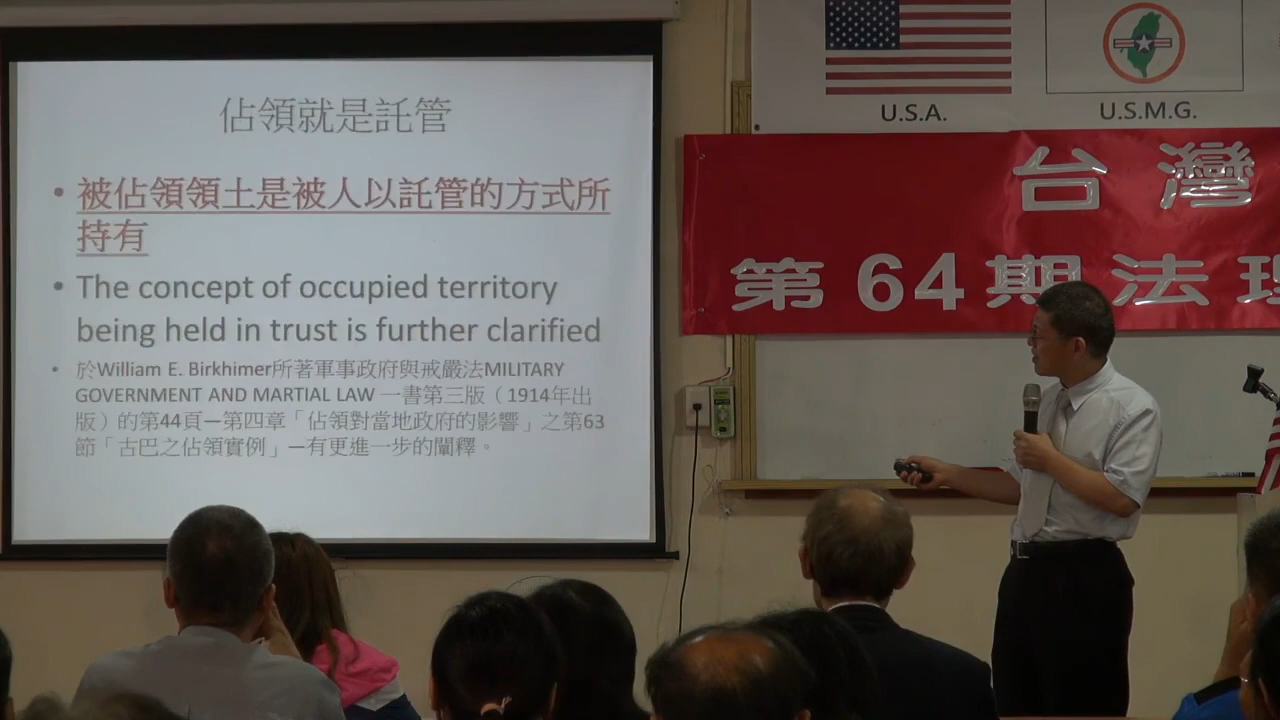 佔領就是託管
• 被佔領領土是被人以託管的方式所
持有
• The concept of occupied territory
being held in trust is further clarified
• 於William E. Birkhimer所著軍事政府與戒嚴法MILITARY
GOVERNMENT AND MARTIAL LAW 一書第三版（1914年出
版）的第44頁—第四章「佔領對當地政府的影響」之第63
節「古巴之佔領實例」—有更進一步的闡釋。
U.S.A.
U.S.M.G.
台灣
第64期法理